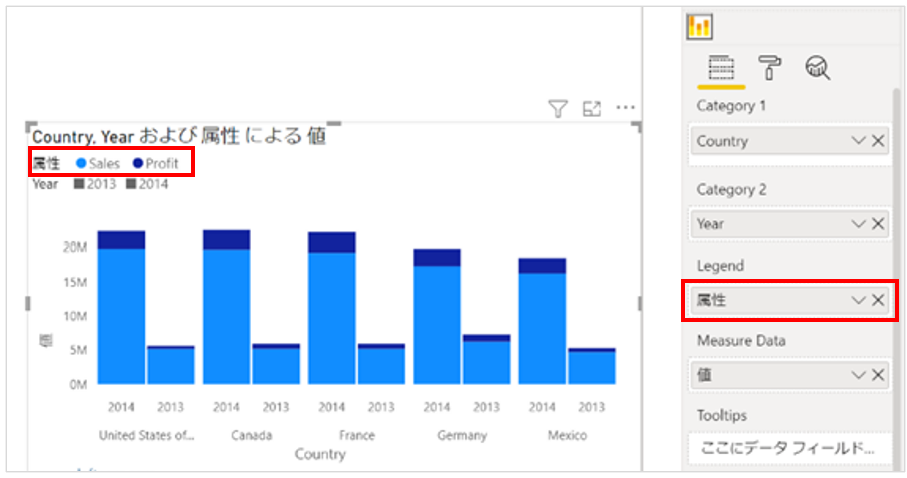 Country, Year および 属性 による 値
属性 Sales Profit
Year 2013 2014
20M
15M
10M
5M
0M
値
2014 2013 2014 2013 2014 2013 2014 2013 2014 2013
United States of... Canada France Germany Mexico
Country
Category 1
Country
Category 2
Year
Legend
属性
Measure Data
値
Tooltips
ここにデータ フィールド...